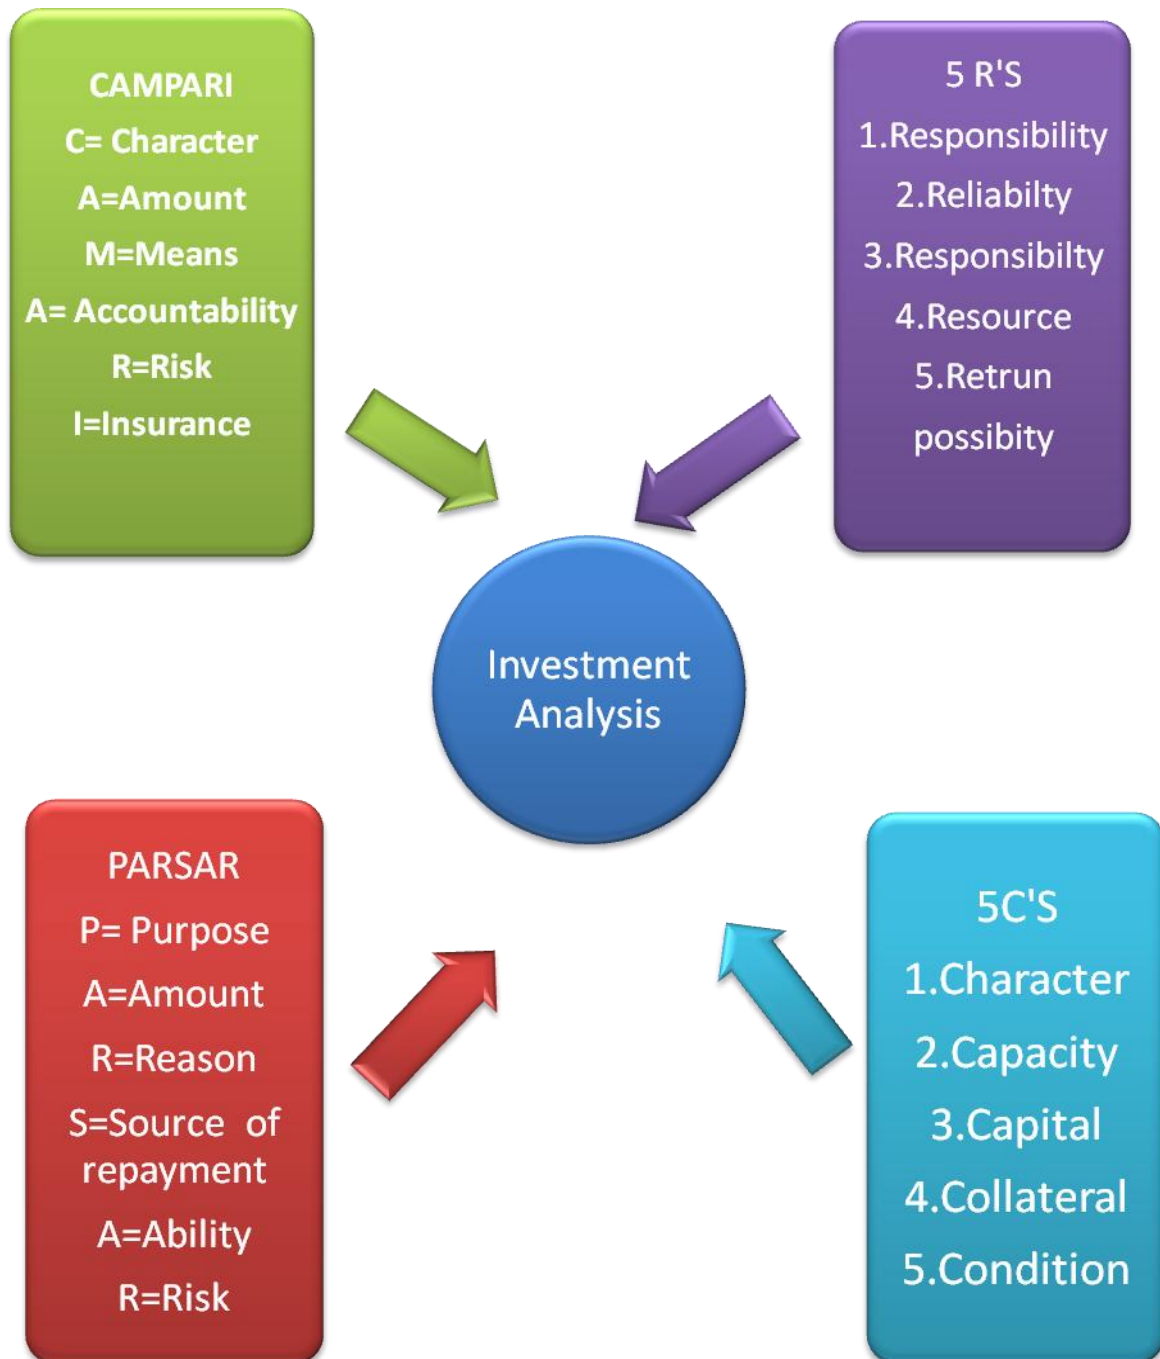 CAMPARI
C= Character
A=Amount
M=Means
A= Accountability
R=Risk
I=Insurance
5 R'S
1.Responsibility
2.Reliabilty
3.Responsibilty
4.Resource
5.Retrun
possibity
Investment
Analysis
PARSAR
P= Purpose
A=Amount
R=Reason
S=Source of
repayment
A=Ability
R=Risk
5C'S
1.Character
2.Capacity
3.Capital
4.Collateral
5.Condition